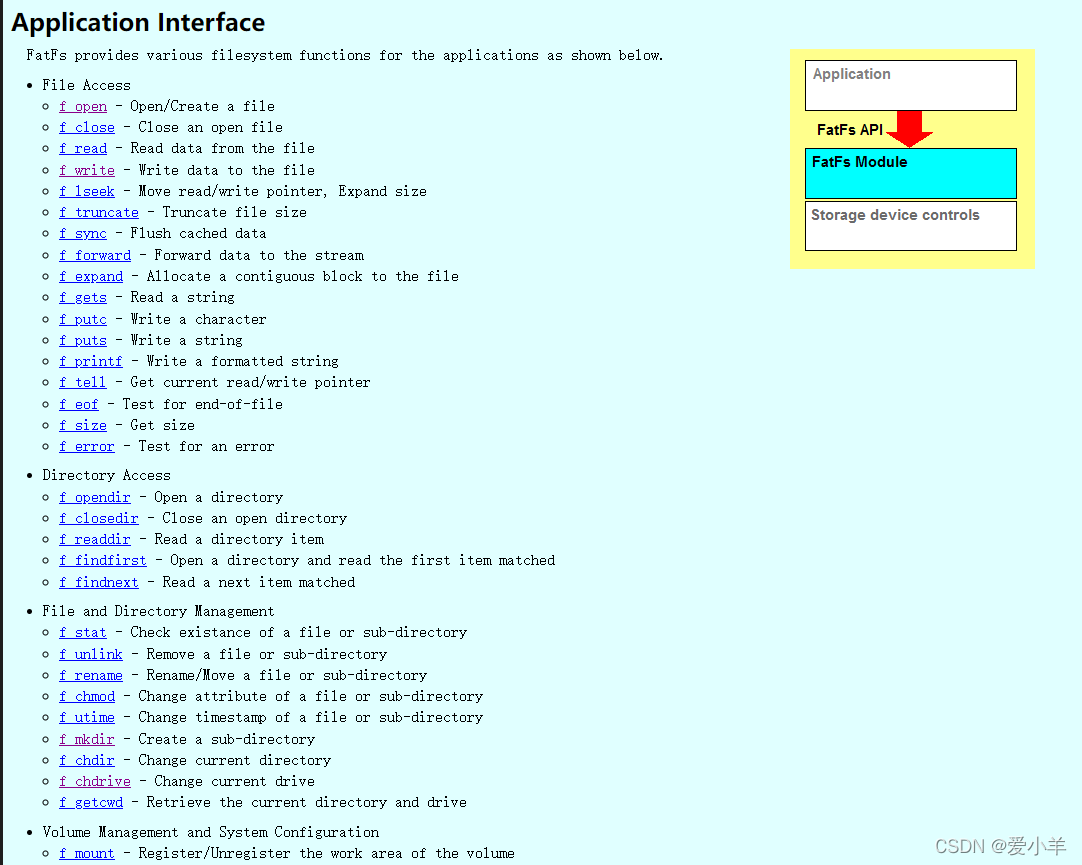 Application Interface
FatFs provides various filesystem functions for the applications as shown below.
• File Access
f_open - Open/Create a file
f_close - Close an open file
f_read - Read data from the file
f_write - Write data to the file
f_lseek - Move read/write pointer, Expand size
f_truncate - Truncate file size
f_sync - Flush cached data
f_forward - Forward data to the stream
f_expand - Allocate a contiguous block to the file
f_gets - Read a string
f_putc - Write a character
f_puts - Write a string
f_printf - Write a formatted string
f_tell - Get current read/write pointer
f_eof - Test for end-of-file
f_size - Get size
f_error - Test for an error
• Directory Access
f_opendir - Open a directory
f_closedir - Close an open directory
f_readdir - Read a directory item
f_findfirst - Open a directory and read the first item matched
f_findnext - Read a next item matched
• File and Directory Management
f_stat - Check existance of a file or sub-directory
f_unlink - Remove a file or sub-directory
f_rename - Rename/Move a file or sub-directory
f_chmod - Change attribute of a file or sub-directory
f_utime - Change timestamp of a file or sub-directory
f_mkdir - Create a sub-directory
f_chdir - Change current directory
f_chdrive - Change current drive
f_getcwd - Retrieve the current directory and drive
• Volume Management and System Configuration
f_mount - Register/Unregister the work area of the volume
Application
FatFs API
FatFs Module
Storage device controls
CSDN @爱小羊